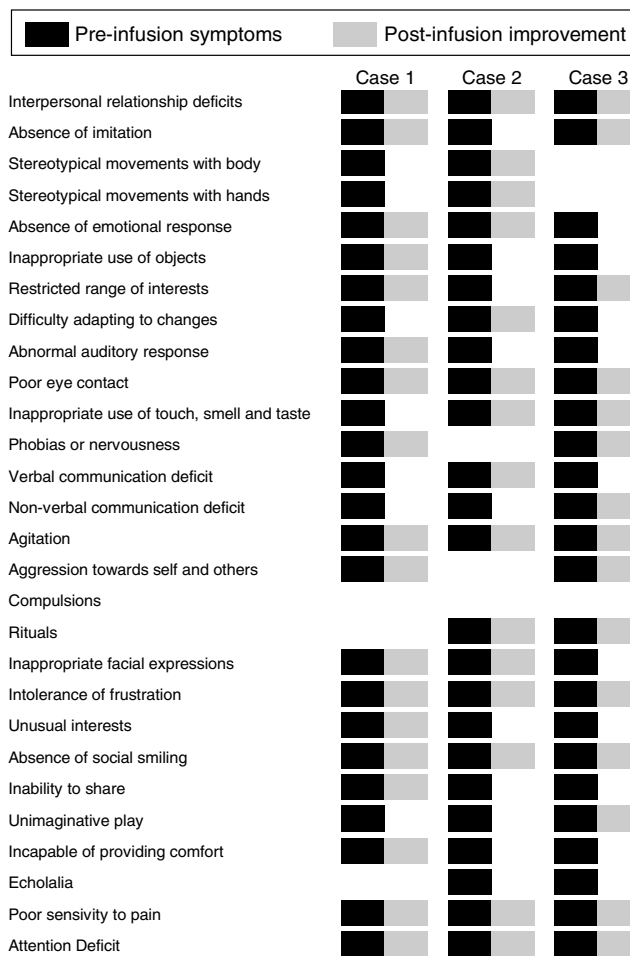 Pre-infusion symptoms Post-infusion improvement
Case 1 Case 2 Case 3
Interpersonal relationship deficits
Absence of imitation
Stereotypical movements with body
Stereotypical movements with hands
Absence of emotional response
Inappropriate use of objects
Restricted range of interests
Difficulty adapting to changes
Abnormal auditory response
Poor eye contact
Inappropriate use of touch, smell and taste
Phobias or nervousness
Verbal communication deficit
Non-verbal communication deficit
Agitation
Aggression towards self and others
Compulsions
Rituals
Inappropriate facial expressions
Intolerance of frustration
Unusual interests
Absence of social smiling
Inability to share
Unimaginative play
Incapable of providing comfort
Echolalia
Poor sensivity to pain
Attention Deficit